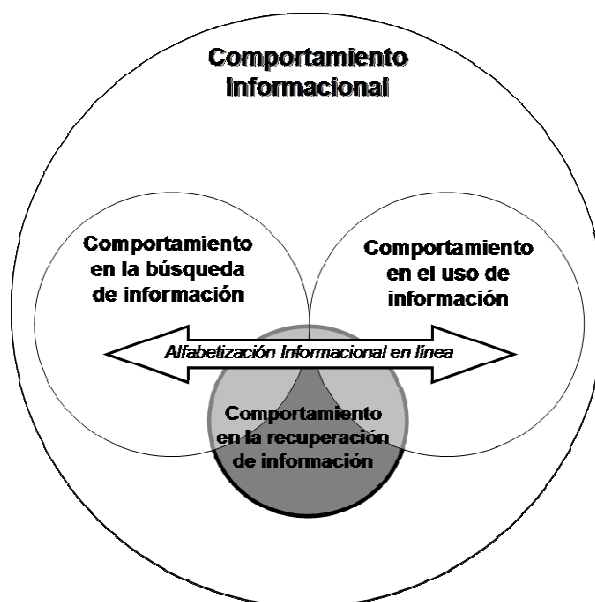 Comportamiento
Informacional
Comportamiento
en la búsqueda
de información
Comportamiento
en el uso de
información
Alfabetización Informacional en línea
Comportamiento
en la recuperación
de información